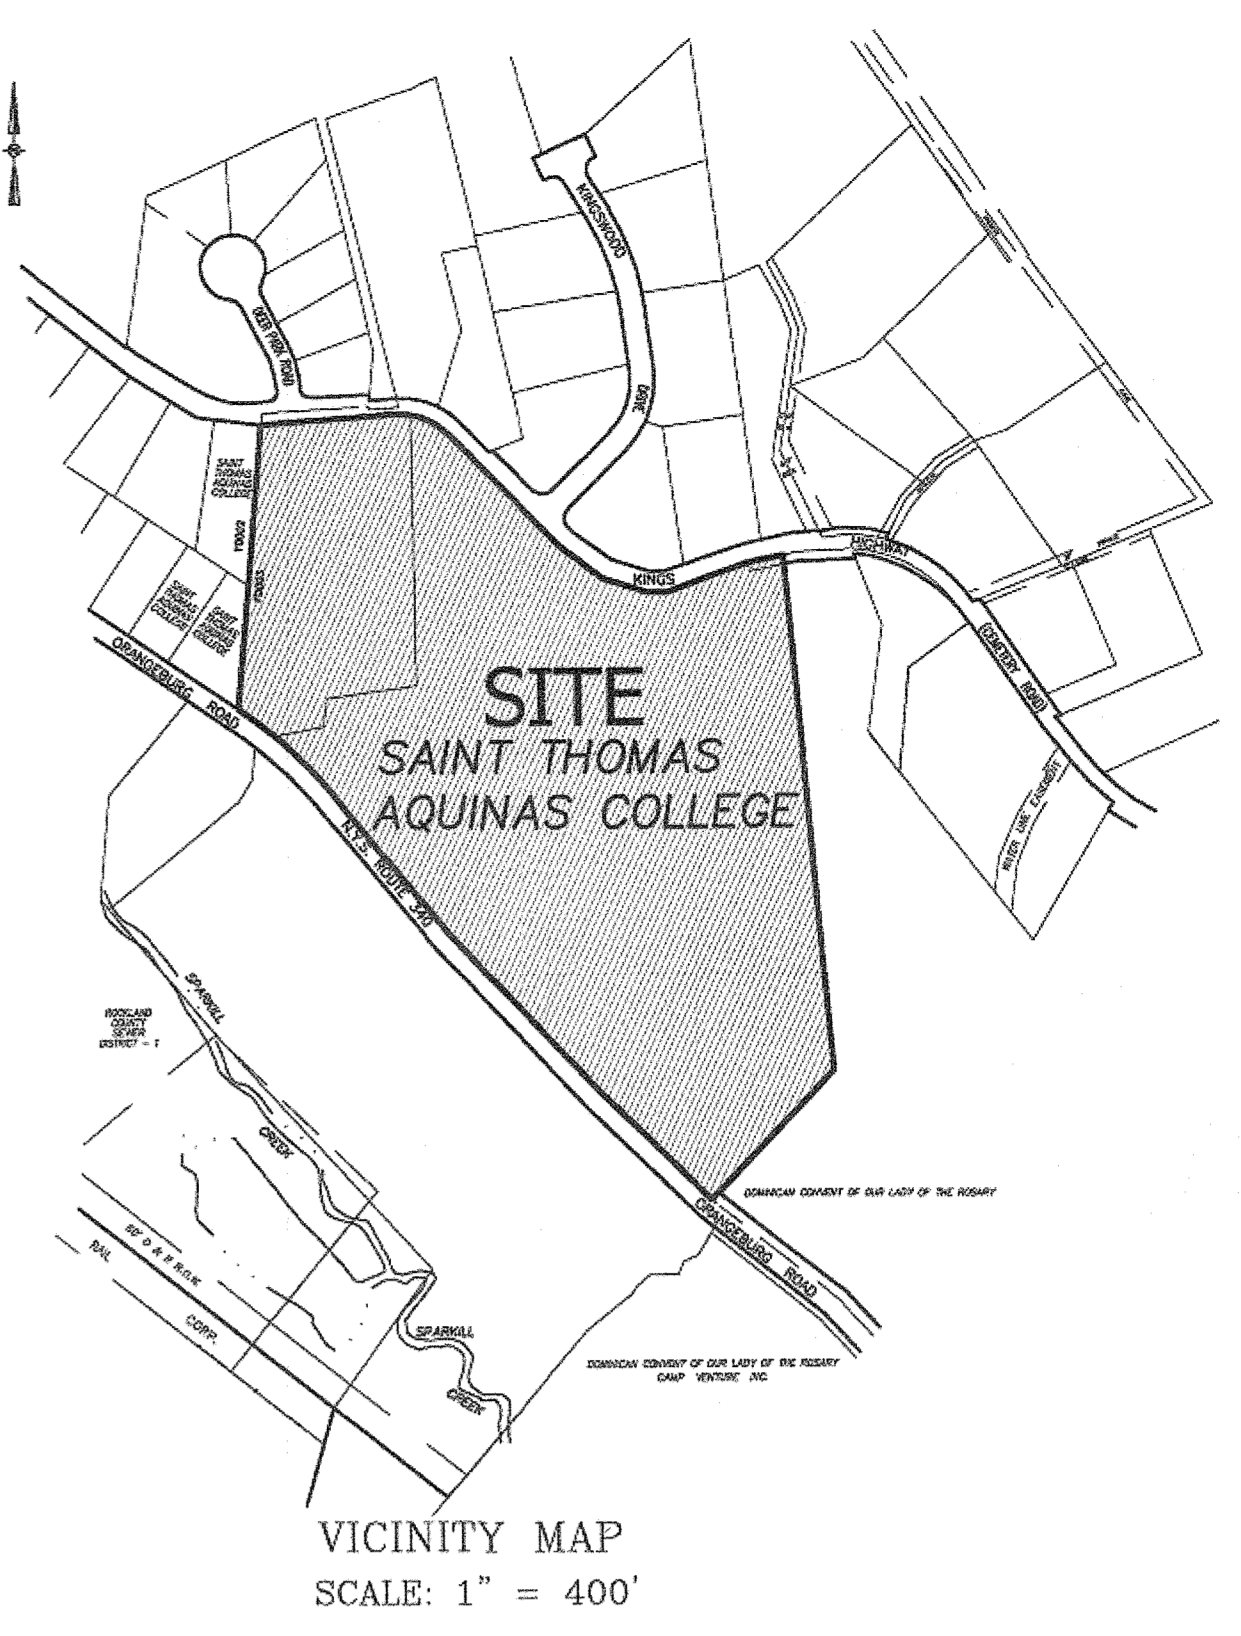 KINGSWOOD
DRIVE
DEER PARK ROAD
SAINT
THOMAS
AQUINAS
COLLEGE
SAINT
THOMAS
AQUINAS
COLLEGE
SAINT
THOMAS
AQUINAS
COLLEGE
KINGS
HIGHWAY
(CEMETERY ROAD)
WATER LINE EASEMENT
ORANGEBURG
ROAD
SITE
SAINT THOMAS
AQUINAS COLLEGE
N.Y.S. ROUTE 340
SPARKILL
CREEK
ROCKLAND
COUNTY
SEWER
DISTRICT - 1
DOMINICAN CONVENT OF OUR LADY OF THE ROSARY
ORANGEBURG ROAD
RAIL
CORP.
SPARKILL
CREEK
DOMINICAN CONVENT OF OUR LADY OF THE ROSARY
CAMP VENTURE INC.
VICINITY MAP
SCALE: 1" = 400'